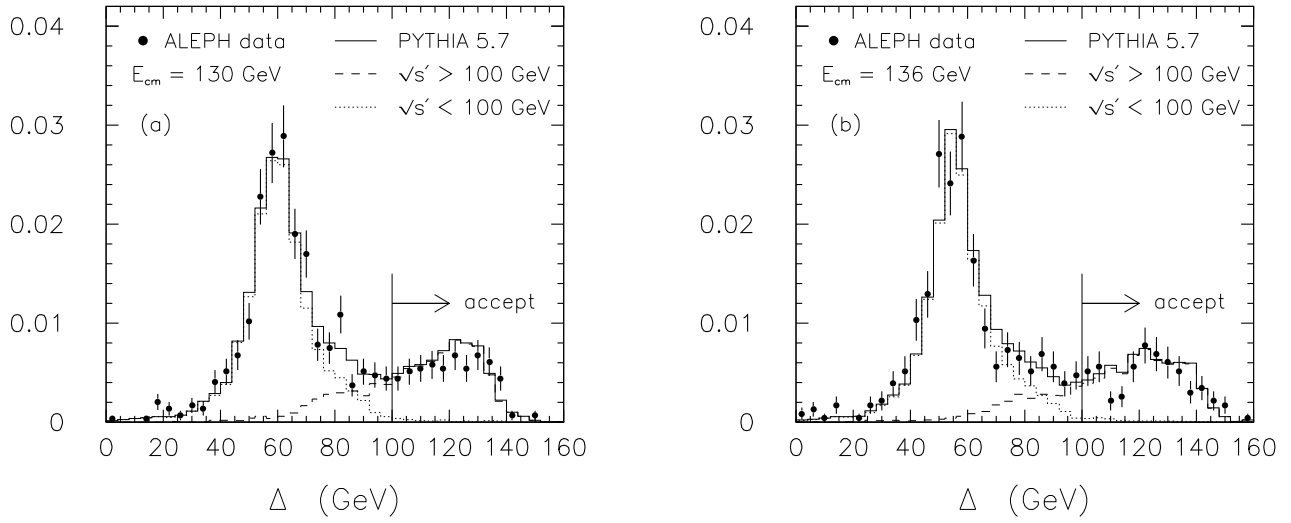 0.04
0.03
0.02
0.01
0
ALEPH data
E_cm = 130 GeV
(a)
PYTHIA 5.7
√s′ > 100 GeV
√s′ < 100 GeV
accept
0 20 40 60 80 100 120 140 160
Δ (GeV)
0.04
0.03
0.02
0.01
0
ALEPH data
E_cm = 136 GeV
(b)
PYTHIA 5.7
√s′ > 100 GeV
√s′ < 100 GeV
accept
0 20 40 60 80 100 120 140 160
Δ (GeV)